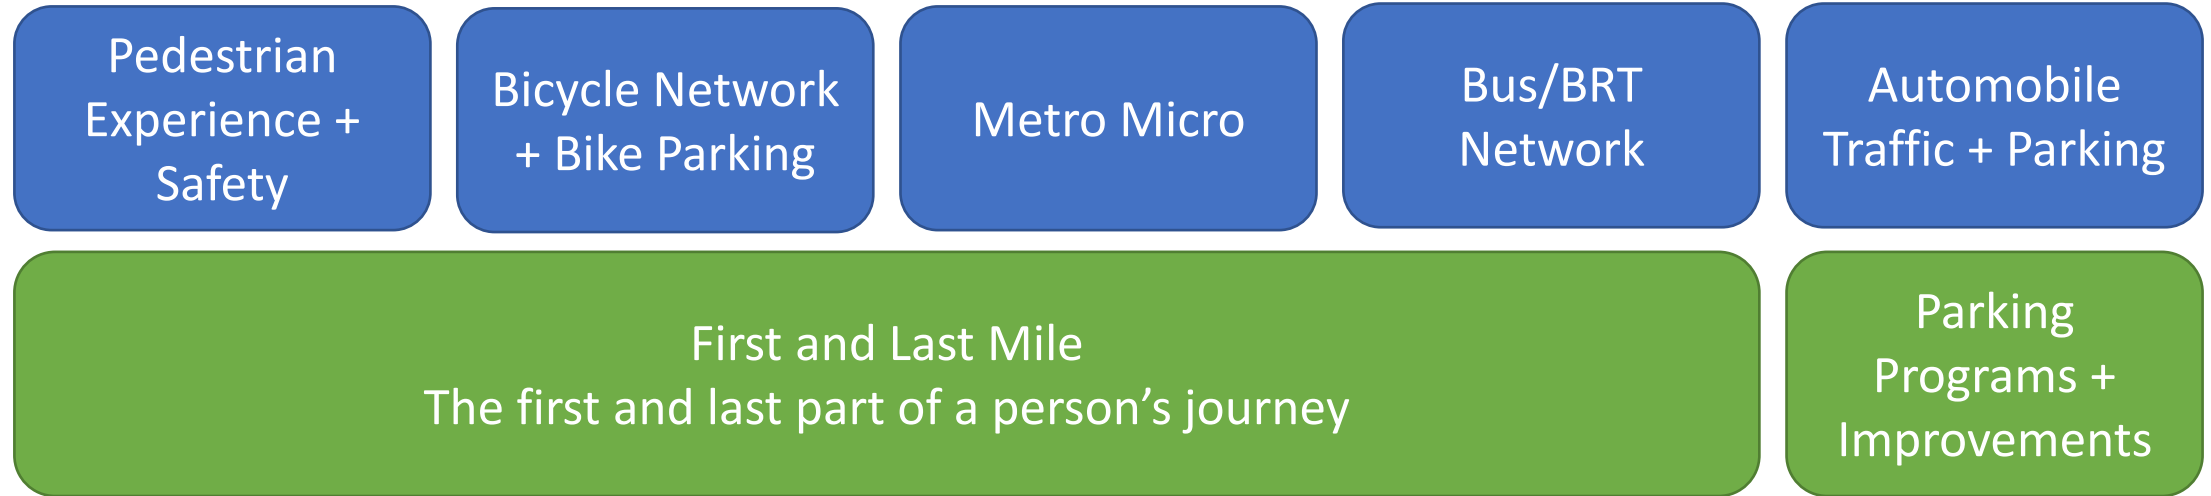 Pedestrian
Experience +
Safety
Bicycle Network
+ Bike Parking
Metro Micro
Bus/BRT
Network
Automobile
Traffic + Parking
First and Last Mile
The first and last part of a person’s journey
Parking
Programs +
Improvements